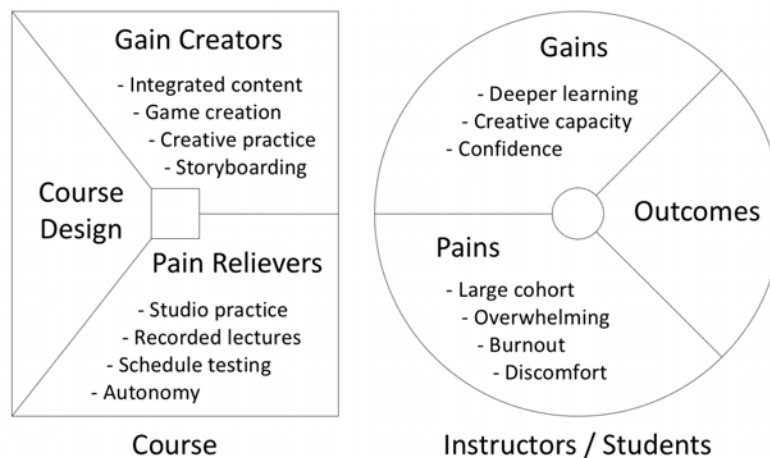 Gain Creators
- Integrated content
- Game creation
- Creative practice
- Storyboarding
Course
Design
Pain Relievers
- Studio practice
- Recorded lectures
- Schedule testing
- Autonomy
Course
Gains
- Deeper learning
- Creative capacity
- Confidence
Outcomes
Pains
- Large cohort
- Overwhelming
- Burnout
- Discomfort
Instructors / Students